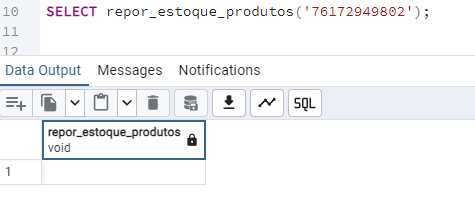 10 SELECT repor_estoque_produtos('76172949802');
11
12
Data Output Messages Notifications
SQL
repor_estoque_produtos
void
1